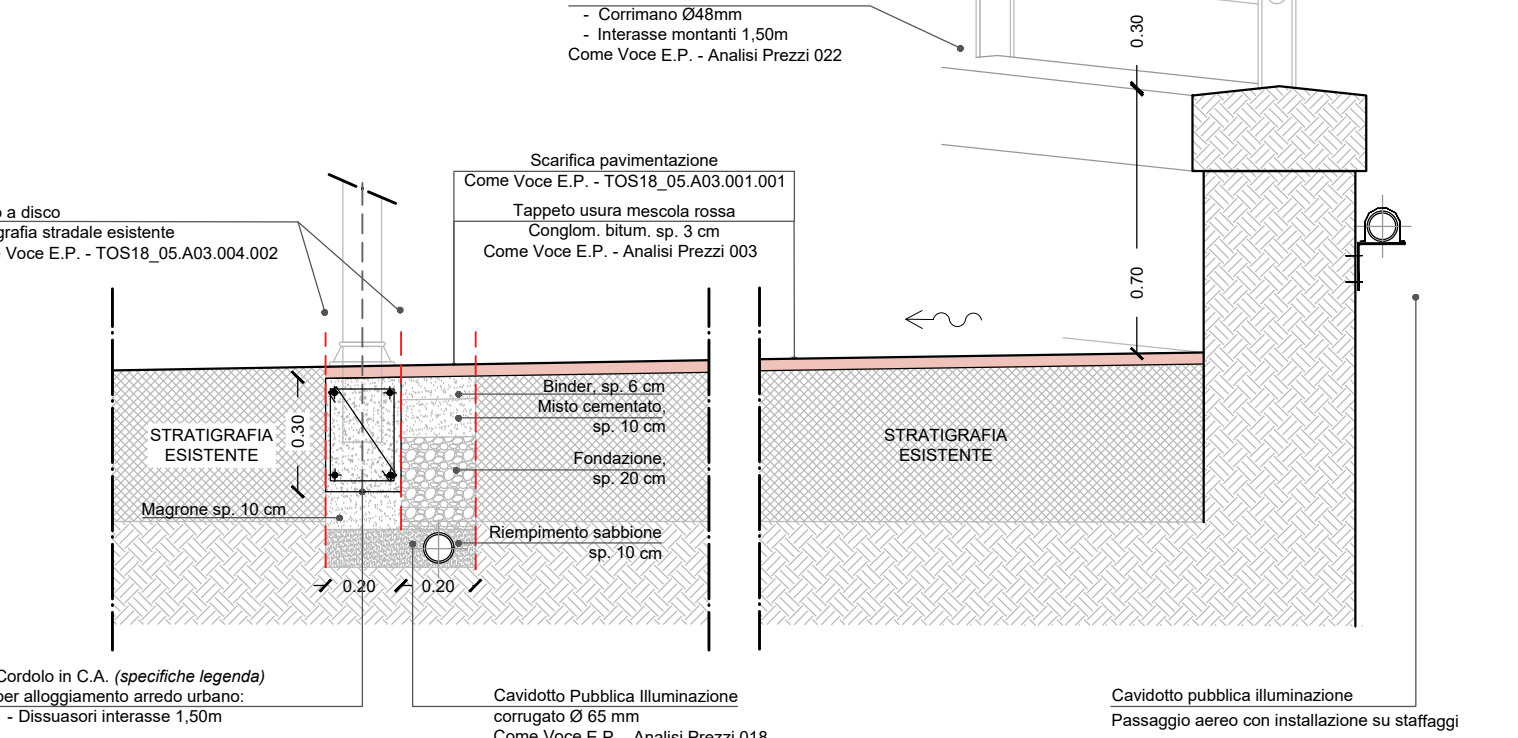 - Corrimano Ø48mm
- Interasse montanti 1,50m
Come Voce E.P. - Analisi Prezzi 022
0.30
Scarifica pavimentazione
Come Voce E.P. - TOS18_05.A03.001.001
Tappeto usura mescola rossa
Conglom. bitum. sp. 3 cm
Come Voce E.P. - Analisi Prezzi 003
a disco
grafia stradale esistente
Voce E.P. - TOS18_05.A03.004.002
0.70
Binder, sp. 6 cm
Misto cementato,
sp. 10 cm
STRATIGRAFIA
ESISTENTE
0.30
STRATIGRAFIA
ESISTENTE
Fondazione,
sp. 20 cm
Magrone sp. 10 cm
Riempimento sabbione
sp. 10 cm
0.20
0.20
Cordolo in C.A. (specifiche legenda)
per alloggiamento arredo urbano:
- Dissuasori interasse 1,50m
Cavidotto Pubblica Illuminazione
corrugato Ø 65 mm
Come Voce E.P. - Analisi Prezzi 018
Cavidotto pubblica illuminazione
Passaggio aereo con installazione su staffaggi